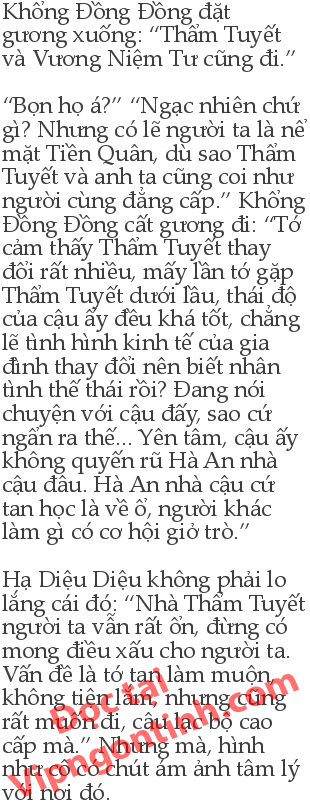 Khổng Đồng Đồng đặt
gương xuống: “Thẩm Tuyết
và Vương Niệm Tư cũng đi.”
“Bọn họ á?” “Ngạc nhiên chứ
gì? Nhưng có lẽ người ta là nể
mặt Tiền Quân, dù sao Thẩm
Tuyết và anh ta cũng coi như
người cùng đẳng cấp.” Khổng
Đồng Đồng cất gương đi: “Tớ
cảm thấy Thẩm Tuyết thay
đổi rất nhiều, mấy lần tớ gặp
Thẩm Tuyết dưới lầu, thái độ
của cậu ấy đều khá tốt, chẳng
lẽ tình hình kinh tế của gia
đình thay đổi nên biết nhân
tình thế thái rồi? Đang nói
chuyện với cậu đấy, sao cứ
ngẩn ra thế... Yên tâm, cậu ấy
không quyến rũ Hà An nhà
cậu đâu. Hà An nhà cậu cứ
tan học là về ổ, người khác
làm gì có cơ hội giở trò.”
Hạ Diệu Diệu không phải lo
lắng cái đó: “Nhà Thẩm Tuyết
người ta vẫn rất ổn, đừng có
mong điều xấu cho người ta.
Vấn đề là tớ tan làm muộn,
không tiện lắm, nhưng cũng
rất muốn đi, câu lạc bộ cao
cấp mà.” Nhưng mà, hình
như cô có chút ám ảnh tâm lý
với nơi đó.
Đọc tại
Vipngontinh.com